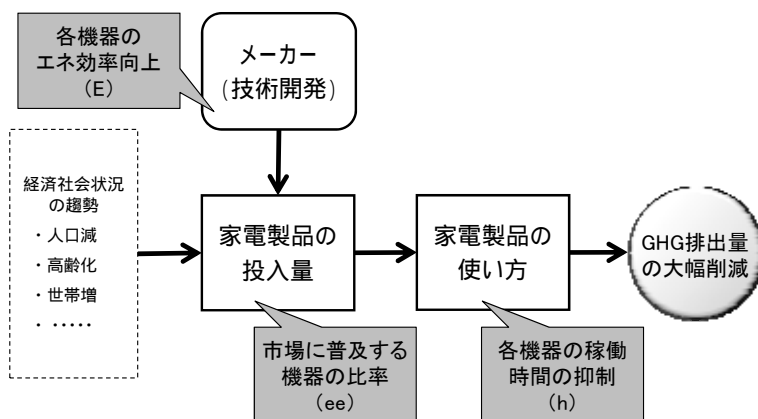 各機器の
エネ効率向上
(E)
メーカー
(技術開発)
経済社会状況
の趨勢
・人口減
・高齢化
・世帯増
・ ・・・・・
家電製品の
投入量
家電製品の
使い方
GHG排出量
の大幅削減
市場に普及する
機器の比率
(ee)
各機器の稼働
時間の抑制
(h)